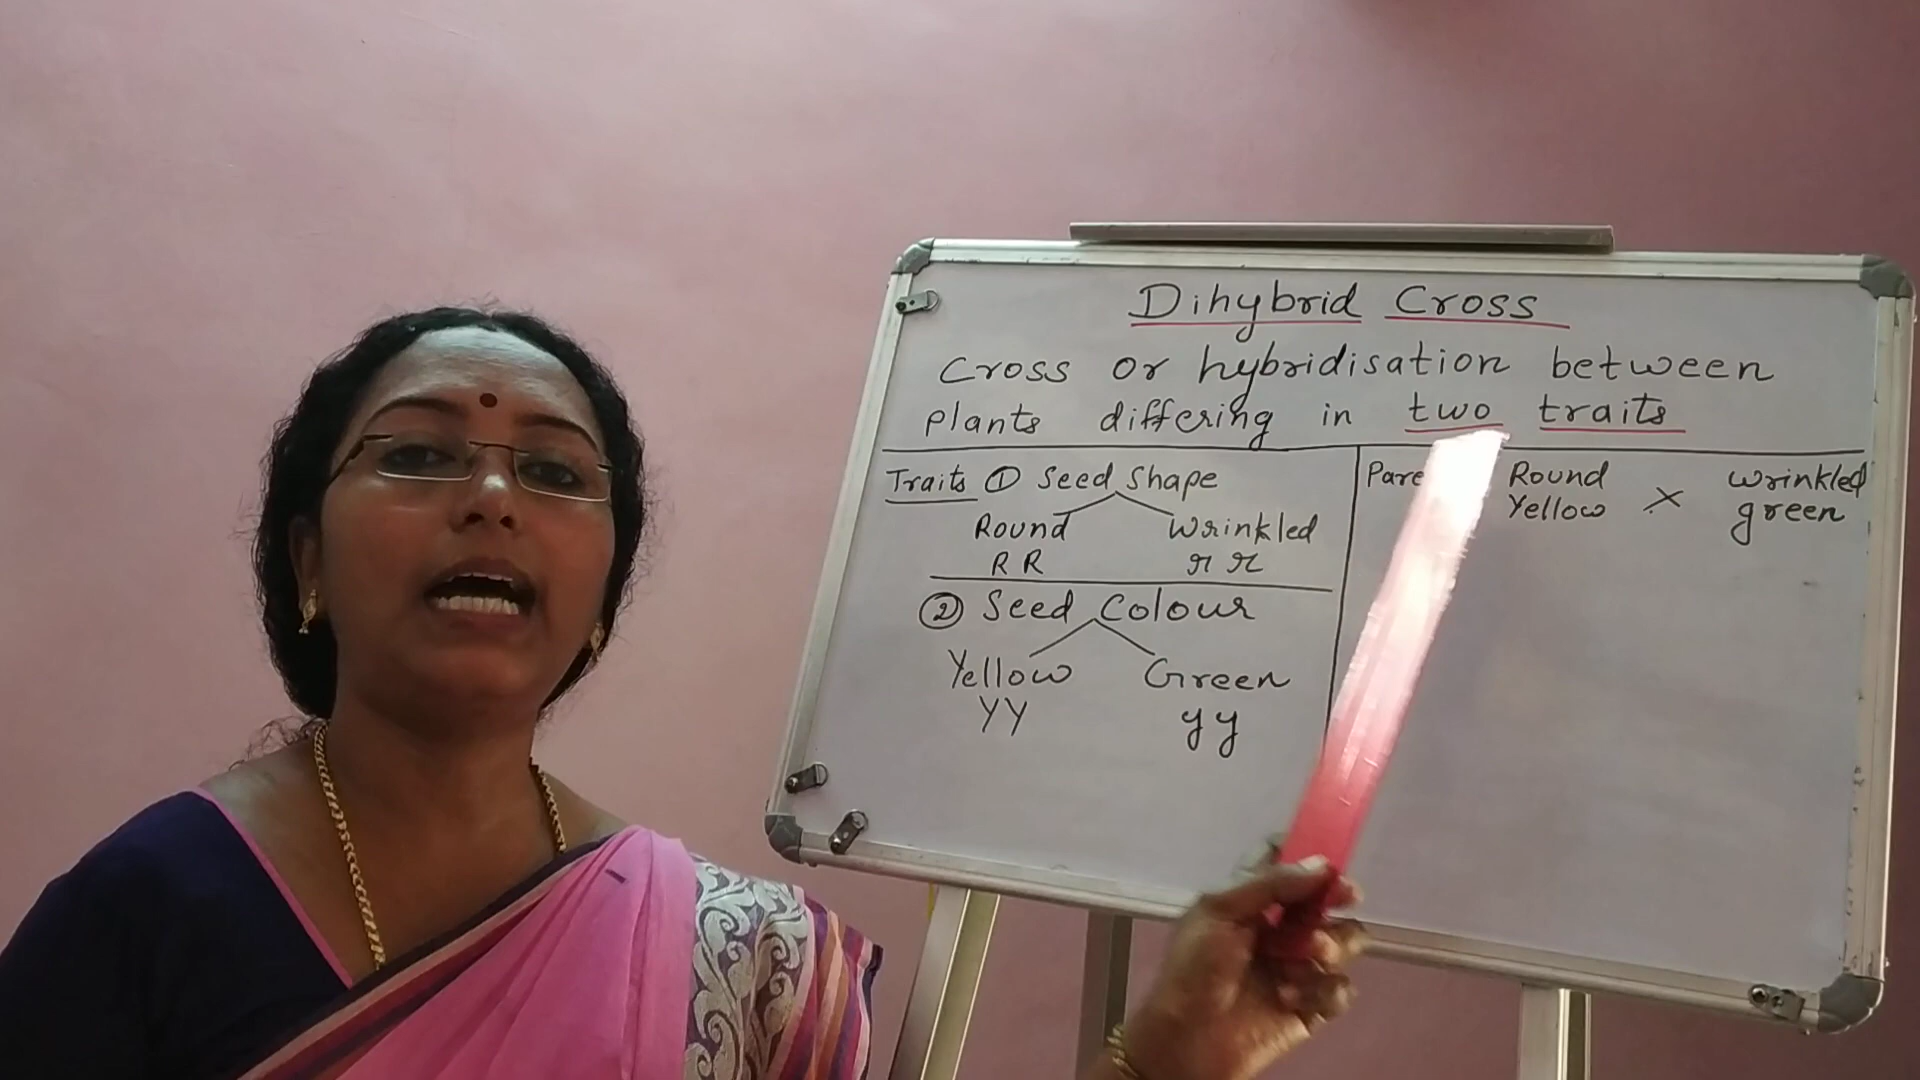 Dihybrid Cross
Cross or hybridisation between
plants differing in two traits
Traits ① Seed Shape
Round Wrinkled
RR rr
② Seed Colour
Yellow Green
YY yy
Round × Wrinkled
Yellow green